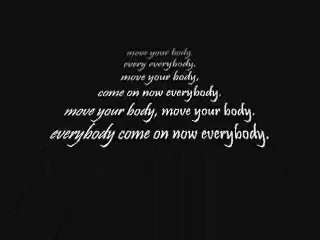 move your body.
every everybody.
move your body,
come on now everybody.
move your body, move your body.
everybody come on now everybody.